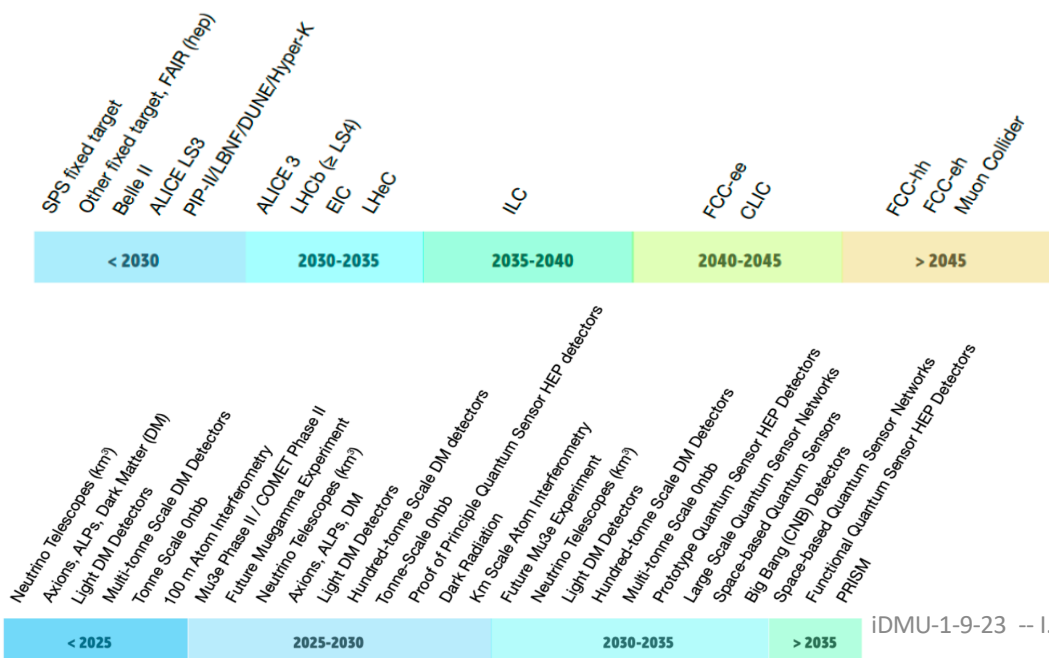 SPS fixed target
Other fixed target, FAIR (hep)
Belle II
ALICE LS3
PIP-II/LBNF/DUNE/Hyper-K
ALICE 3
LHCb (≥ LS4)
EIC
LHeC
ILC
FCC-ee
CLIC
FCC-hh
FCC-eh
Muon Collider
< 2030
2030-2035
2035-2040
2040-2045
> 2045
Neutrino Telescopes (km³)
Axions, ALPs, Dark Matter (DM)
Light DM Detectors
Multi-tonne Scale DM Detectors
Tonne Scale 0nbb
100 m Atom Interferometry
Mu3e Phase II / COMET Phase II
Future Muegamma Experiment
Neutrino Telescopes (km³)
Axions, ALPs, DM
Light DM Detectors
Hundred-tonne Scale DM detectors
Tonne-Scale 0nbb
Proof of Principle Quantum Sensor HEP detectors
Dark Radiation
Km Scale Atom Interferometry
Future Mu3e Experiment
Neutrino Telescopes (km³)
Light DM Detectors
Hundred-tonne Scale DM Detectors
Multi-tonne Scale 0nbb
Prototype Quantum Sensor HEP Detectors
Large Scale Quantum Sensor Networks
Space-based Quantum Sensors
Big Bang (CNB) Detectors
Space-based Quantum Sensor Networks
Functional Quantum Sensor HEP Detectors
PRISM
< 2025
2025-2030
2030-2035
> 2035
iDMU-1-9-23 -- I.